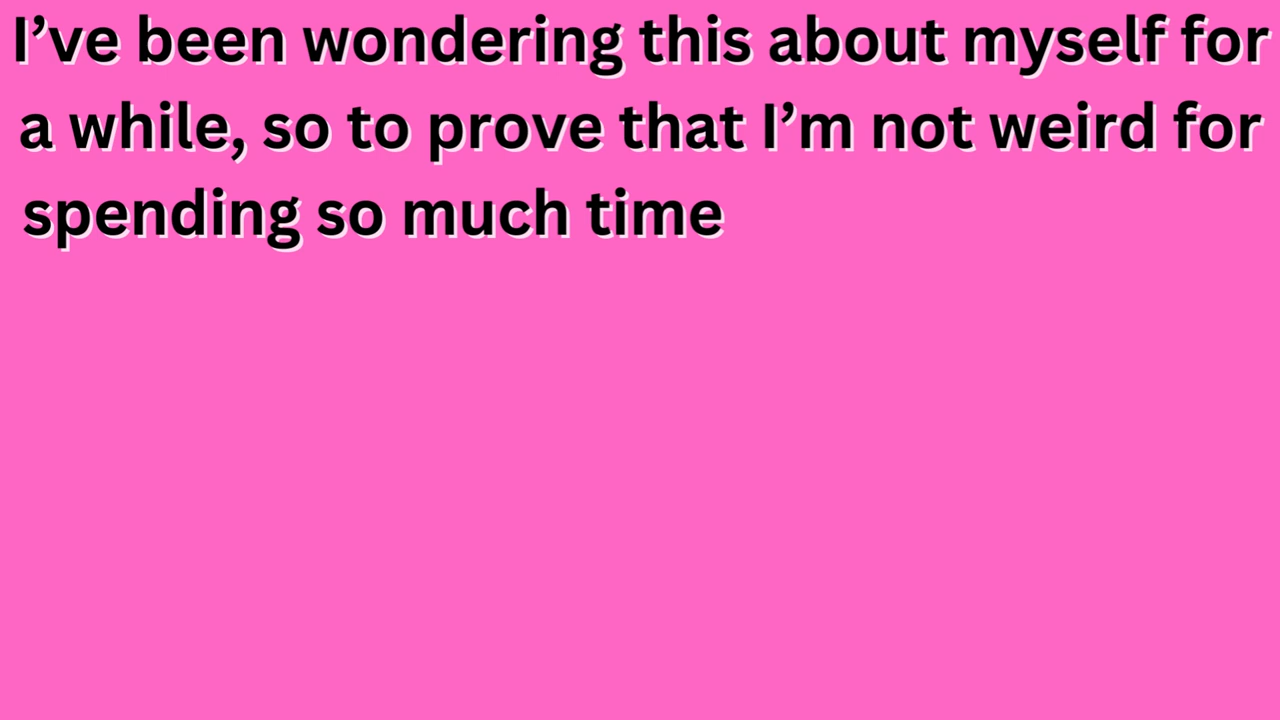 I’ve been wondering this about myself for
a while, so to prove that I’m not weird for
spending so much time